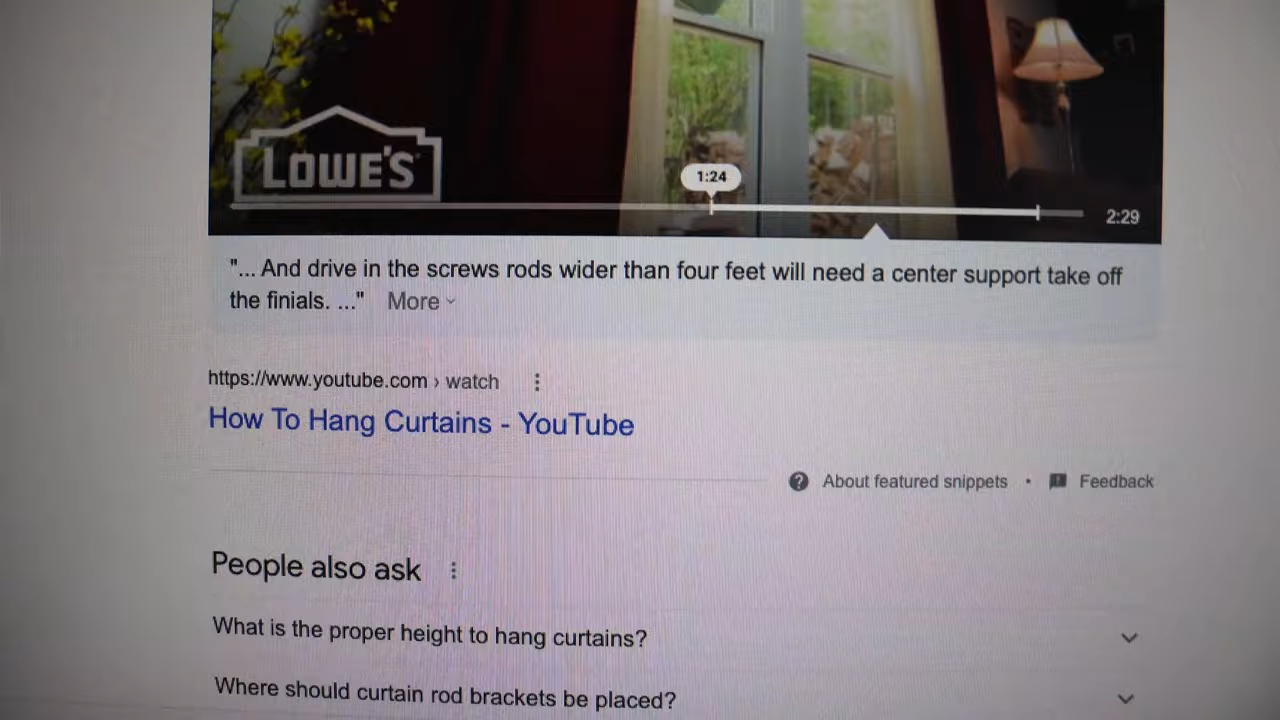 LOWE'S
1:24
2:29
"... And drive in the screws rods wider than four feet will need a center support take off
the finials. ..." More
https://www.youtube.com › watch
How To Hang Curtains - YouTube
About featured snippets • Feedback
People also ask
What is the proper height to hang curtains?
Where should curtain rod brackets be placed?